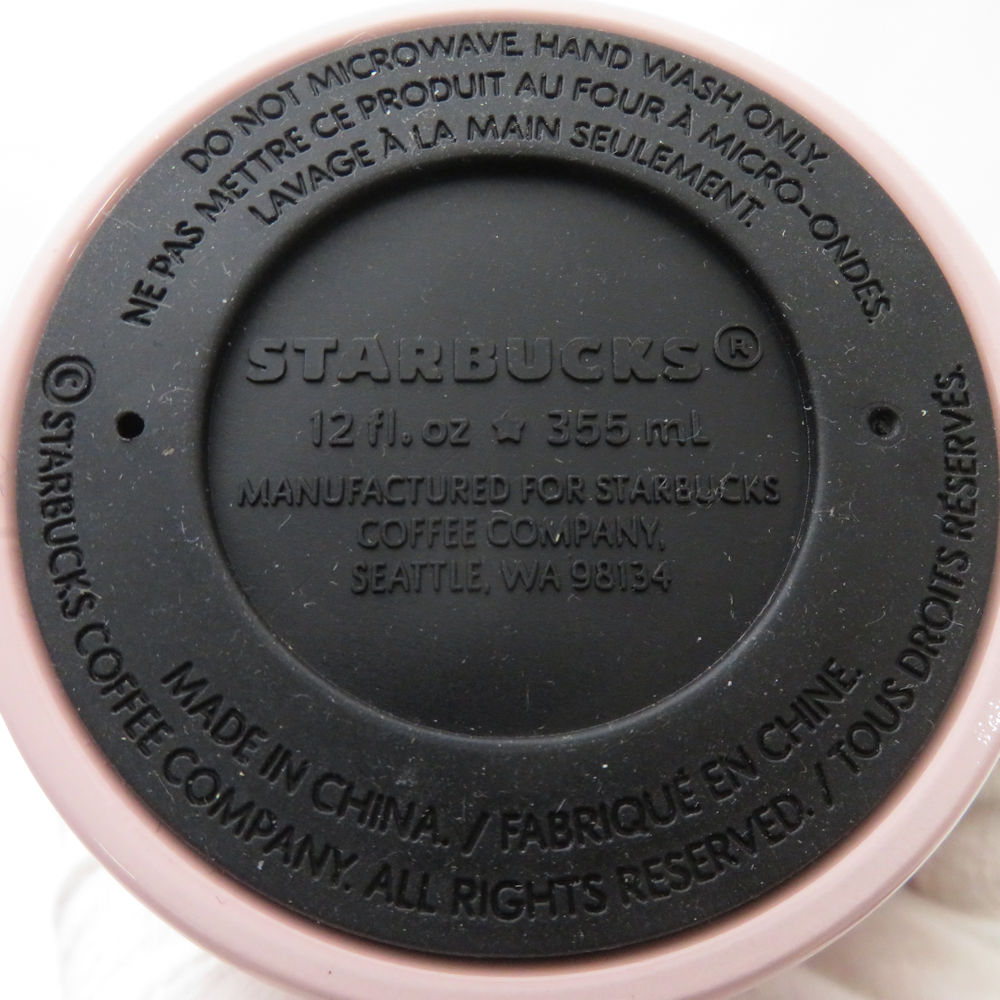 DO NOT MICROWAVE. HAND WASH ONLY.
NE PAS METTRE CE PRODUIT AU FOUR À MICRO-ONDES.
LAVAGE À LA MAIN SEULEMENT.
STARBUCKS®
12 fl. oz ☆ 355 mL
MANUFACTURED FOR STARBUCKS
COFFEE COMPANY,
SEATTLE, WA 98134
MADE IN CHINA. / FABRIQUÉ EN CHINE.
© STARBUCKS COFFEE COMPANY. ALL RIGHTS RESERVED. / TOUS DROITS RÉSERVÉS.